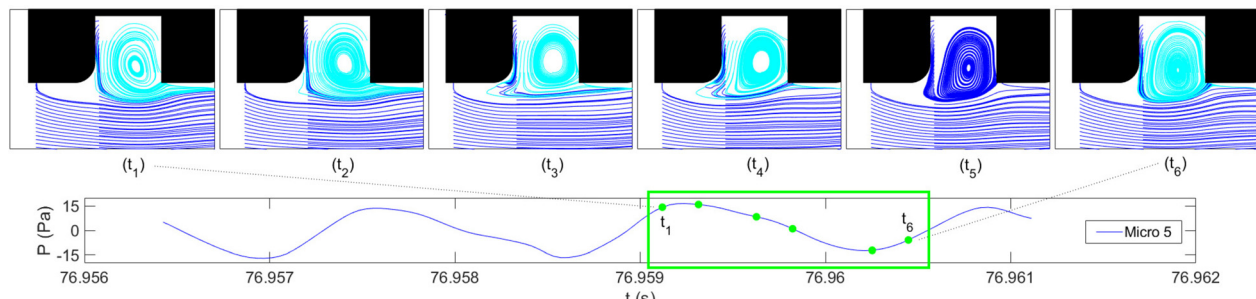 (t1) (t2) (t3) (t4) (t5) (t6)
P (Pa)
15
0
-15
t1
t6
Micro 5
76.956 76.957 76.958 76.959 76.96 76.961 76.962
t (s)